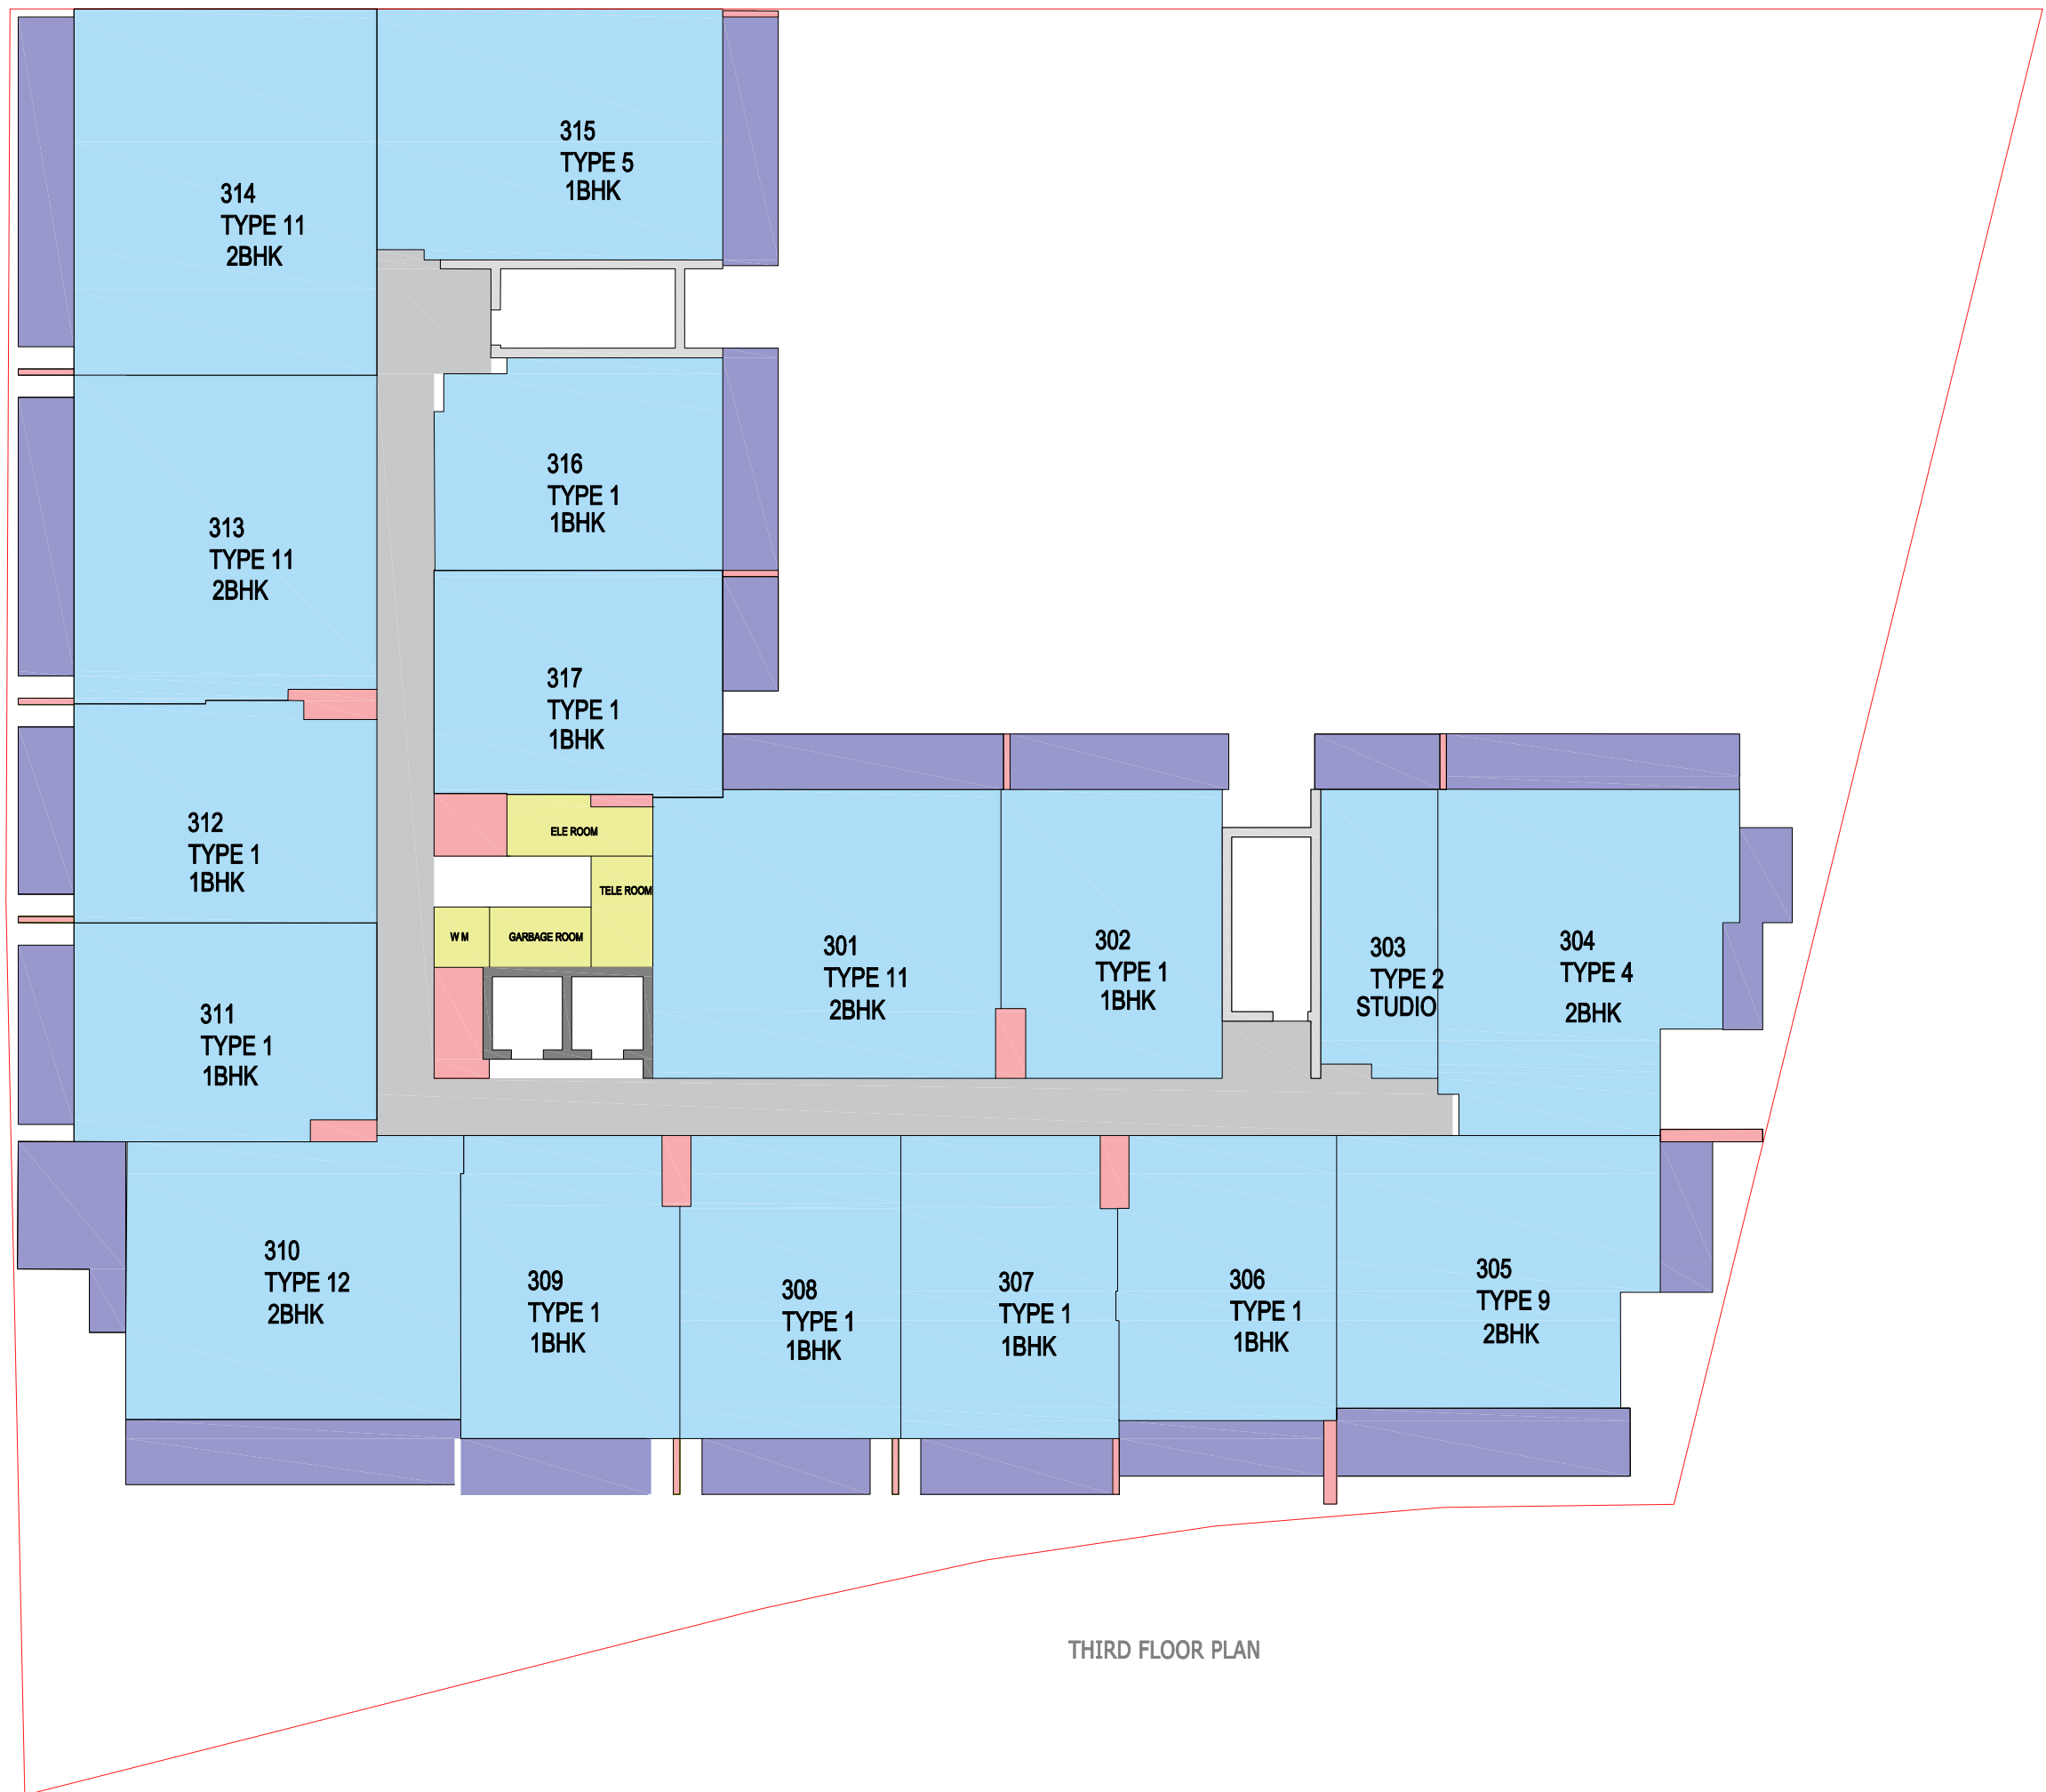 315
TYPE 5
1BHK
314
TYPE 11
2BHK
316
TYPE 1
1BHK
313
TYPE 11
2BHK
317
TYPE 1
1BHK
312
TYPE 1
1BHK
ELE ROOM
TELE ROOM
W M
GARBAGE ROOM
301
TYPE 11
2BHK
302
TYPE 1
1BHK
303
TYPE 2
STUDIO
304
TYPE 4
2BHK
311
TYPE 1
1BHK
310
TYPE 12
2BHK
309
TYPE 1
1BHK
308
TYPE 1
1BHK
307
TYPE 1
1BHK
306
TYPE 1
1BHK
305
TYPE 9
2BHK
THIRD FLOOR PLAN